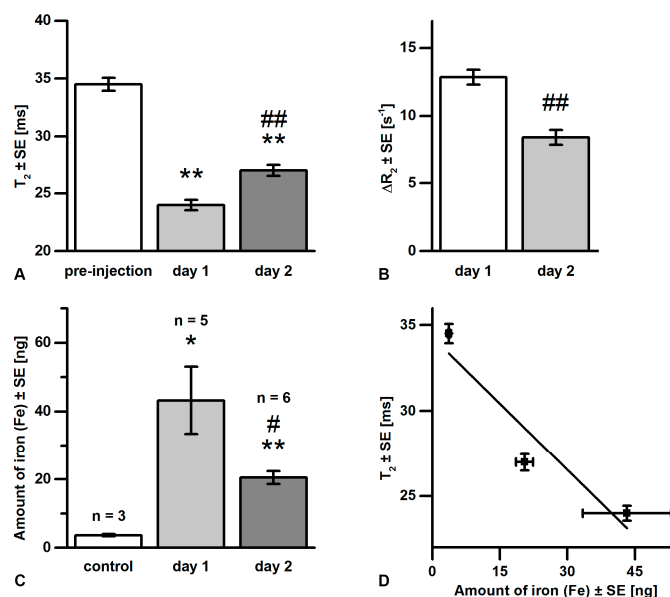 40
35
30
25
20
T₂ ± SE [ms]
**
##
**
A
pre-injection
day 1
day 2
15
10
5
0
ΔR₂ ± SE [s⁻¹]
##
B
day 1
day 2
60
40
20
0
Amount of iron (Fe) ± SE [ng]
n = 3
n = 5
*
n = 6
#
**
C
control
day 1
day 2
35
30
25
T₂ ± SE [ms]
0
15
30
45
D
Amount of iron (Fe) ± SE [ng]